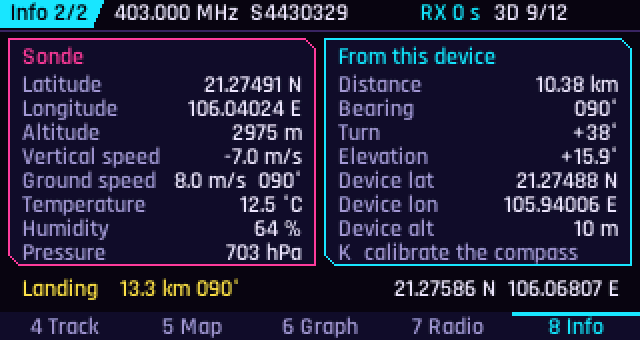 Info 2/2 403.000 MHz S4430329 RX 0 s 3D 9/12
Sonde
Latitude 21.27491 N
Longitude 106.04024 E
Altitude 2975 m
Vertical speed -7.0 m/s
Ground speed 8.0 m/s 090°
Temperature 12.5 °C
Humidity 64 %
Pressure 703 hPa
From this device
Distance 10.38 km
Bearing 090°
Turn +38°
Elevation +15.9°
Device lat 21.27488 N
Device lon 105.94006 E
Device alt 10 m
K calibrate the compass
Landing 13.3 km 090° 21.27586 N 106.06807 E
4 Track 5 Map 6 Graph 7 Radio 8 Info